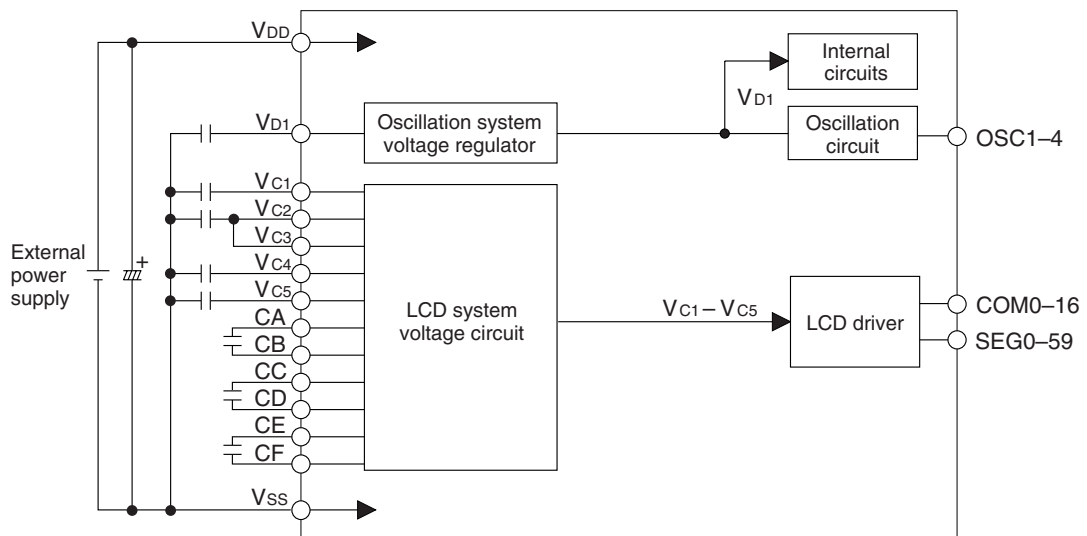 VDD
Internal
circuits
VD1
VD1
Oscillation system
voltage regulator
Oscillation
circuit
OSC1–4
VC1
VC2
VC3
VC4
VC5
External
power
supply
+
CA
CB
CC
CD
CE
CF
LCD system
voltage circuit
VC1–VC5
LCD driver
COM0–16
SEG0–59
VSS